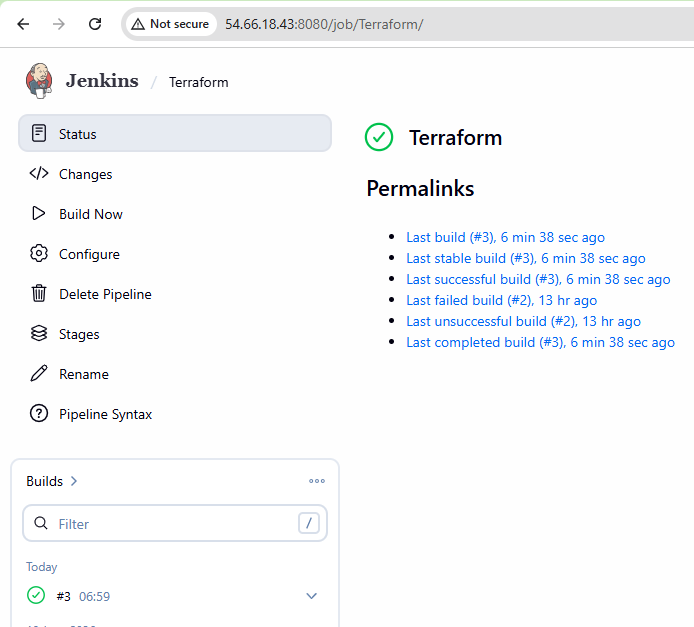 Not secure 54.66.18.43:8080/job/Terraform/
Jenkins / Terraform
Status
Changes
Build Now
Configure
Delete Pipeline
Stages
Rename
Pipeline Syntax
Terraform
Permalinks
Last build (#3), 6 min 38 sec ago
Last stable build (#3), 6 min 38 sec ago
Last successful build (#3), 6 min 38 sec ago
Last failed build (#2), 13 hr ago
Last unsuccessful build (#2), 13 hr ago
Last completed build (#3), 6 min 38 sec ago
Builds
Filter /
Today
#3 06:59